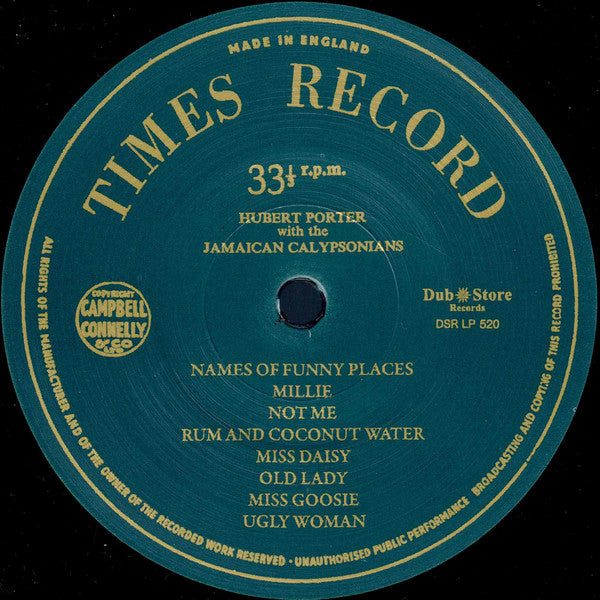 MADE IN ENGLAND
TIMES RECORD
33⅓ r.p.m.
HUBERT PORTER
with the
JAMAICAN CALYPSONIANS
COPYRIGHT
CAMPBELL
CONNELLY
& CO
Dub Store
Records
DSR LP 520
NAMES OF FUNNY PLACES
MILLIE
NOT ME
RUM AND COCONUT WATER
MISS DAISY
OLD LADY
MISS GOOSIE
UGLY WOMAN
ALL RIGHTS OF THE MANUFACTURER AND OF THE OWNER OF THE RECORDED WORK RESERVED · UNAUTHORISED PUBLIC PERFORMANCE BROADCASTING AND COPYING OF THIS RECORD PROHIBITED